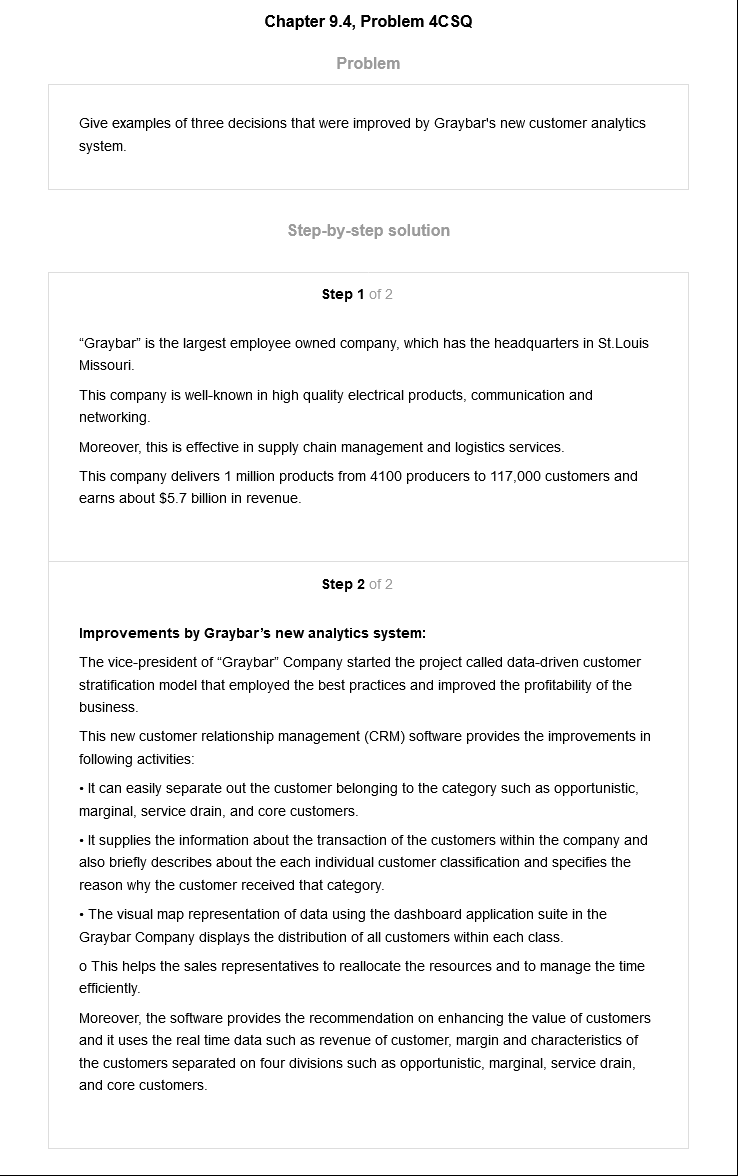 Chapter 9.4, Problem 4CSQ
Problem
Give examples of three decisions that were improved by Graybar's new customer analytics
system.
Step-by-step solution
Step 1 of 2
“Graybar” is the largest employee owned company, which has the headquarters in St.Louis
Missouri.
This company is well-known in high quality electrical products, communication and
networking.
Moreover, this is effective in supply chain management and logistics services.
This company delivers 1 million products from 4100 producers to 117,000 customers and
earns about $5.7 billion in revenue.
Step 2 of 2
Improvements by Graybar’s new analytics system:
The vice-president of “Graybar” Company started the project called data-driven customer
stratification model that employed the best practices and improved the profitability of the
business.
This new customer relationship management (CRM) software provides the improvements in
following activities:
• It can easily separate out the customer belonging to the category such as opportunistic,
marginal, service drain, and core customers.
• It supplies the information about the transaction of the customers within the company and
also briefly describes about the each individual customer classification and specifies the
reason why the customer received that category.
• The visual map representation of data using the dashboard application suite in the
Graybar Company displays the distribution of all customers within each class.
o This helps the sales representatives to reallocate the resources and to manage the time
efficiently.
Moreover, the software provides the recommendation on enhancing the value of customers
and it uses the real time data such as revenue of customer, margin and characteristics of
the customers separated on four divisions such as opportunistic, marginal, service drain,
and core customers.